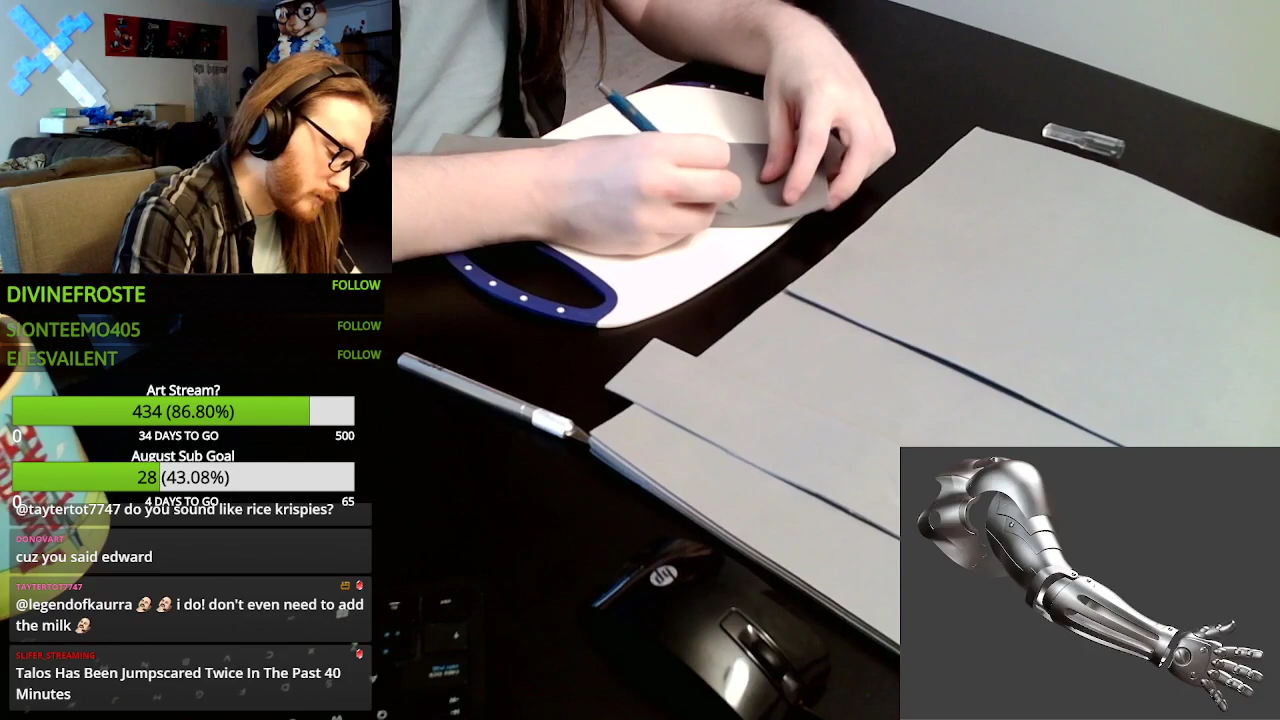 DIVINEFROSTE FOLLOW
SIONTEEMO405 FOLLOW
ELESVAILENT FOLLOW
Art Stream?
434 (86.80%)
0 34 DAYS TO GO 500
August Sub Goal
28 (43.08%)
0 4 DAYS TO GO 65
@taytertot7747 do you sound like rice krispies?
DONOVART
cuz you said edward
TAYTERTOT7747
@legendofkaurra i do! don't even need to add
the milk
SLIFER_STREAMING
Talos Has Been Jumpscared Twice In The Past 40
Minutes
hp